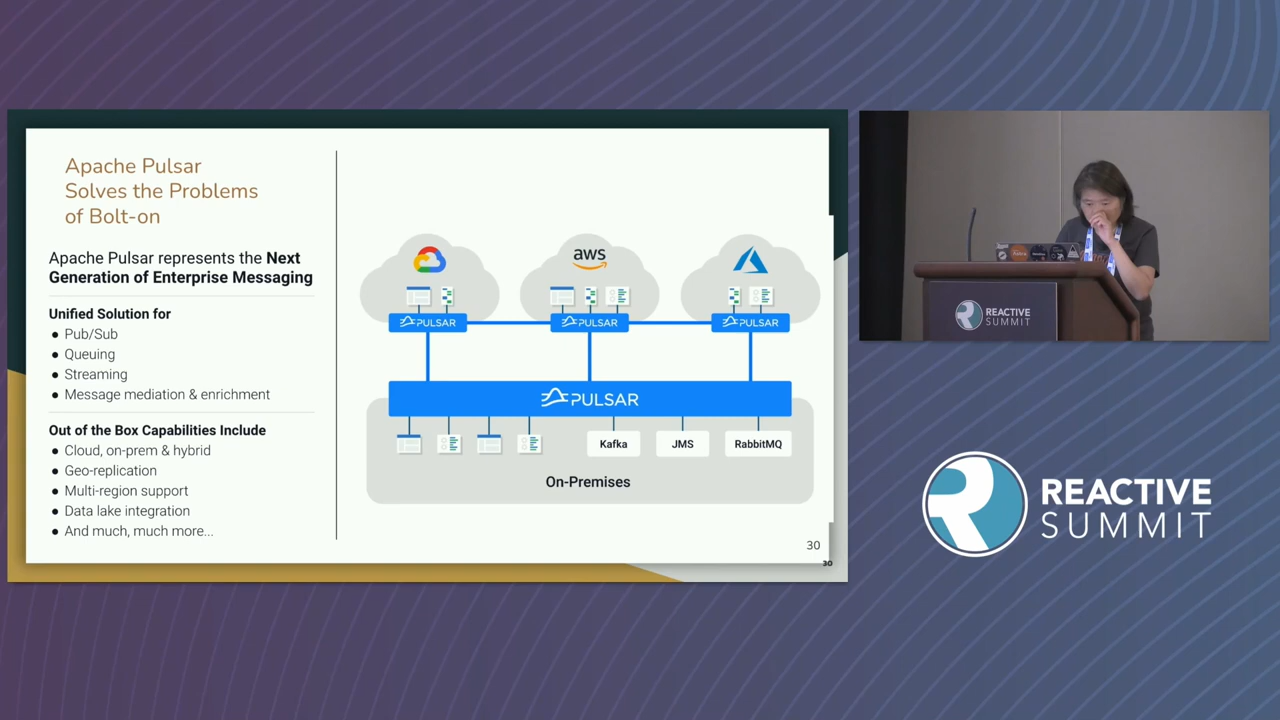 Apache Pulsar
Solves the Problems
of Bolt-on
Apache Pulsar represents the Next
Generation of Enterprise Messaging
Unified Solution for
● Pub/Sub
● Queuing
● Streaming
● Message mediation & enrichment
Out of the Box Capabilities Include
● Cloud, on-prem & hybrid
● Geo-replication
● Multi-region support
● Data lake integration
● And much, much more...
aws
PULSAR
PULSAR
PULSAR
PULSAR
Kafka
JMS
RabbitMQ
On-Premises
30
30
REACTIVE
SUMMIT
REACTIVE
SUMMIT